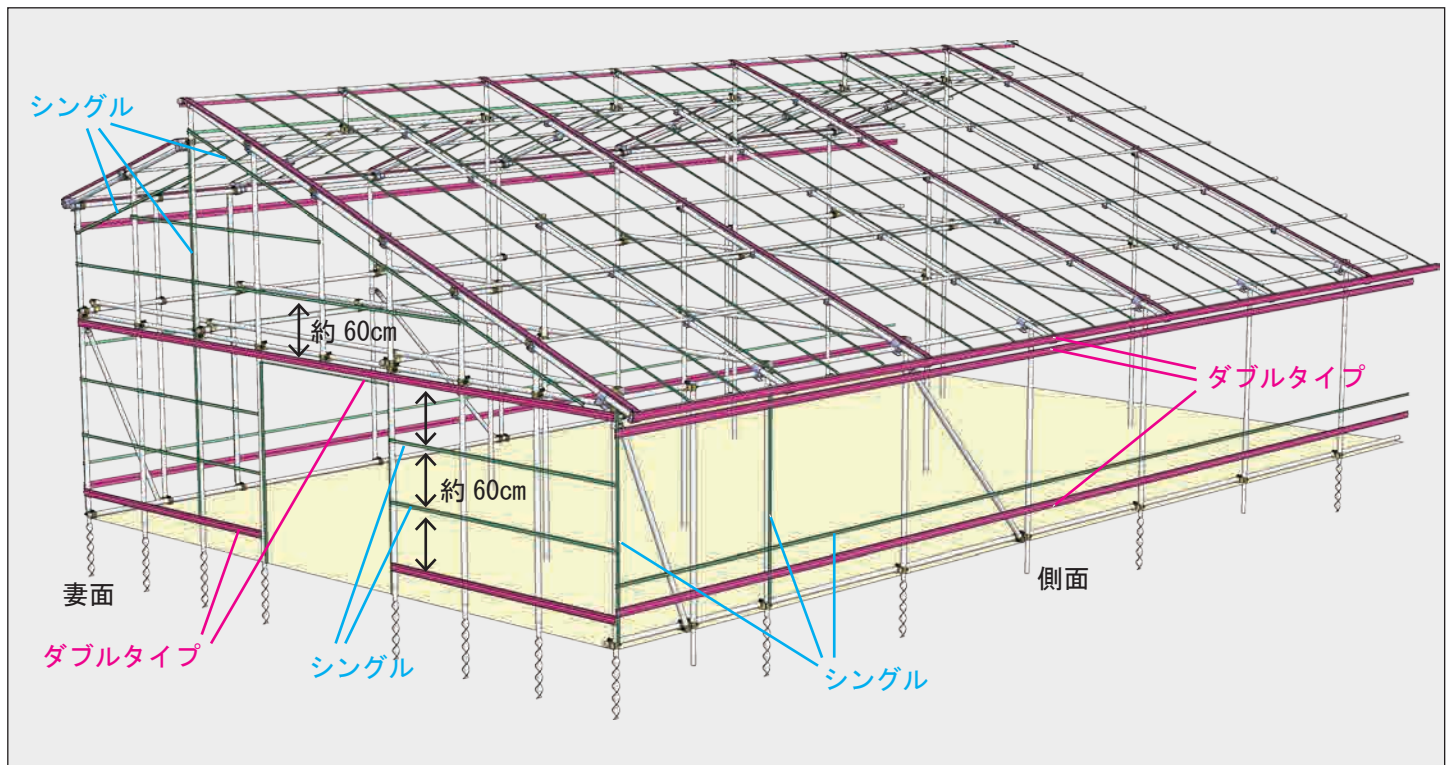 シングル
約 60cm
ダブルタイプ
約 60cm
側面
妻面
ダブルタイプ
シングル
シングル